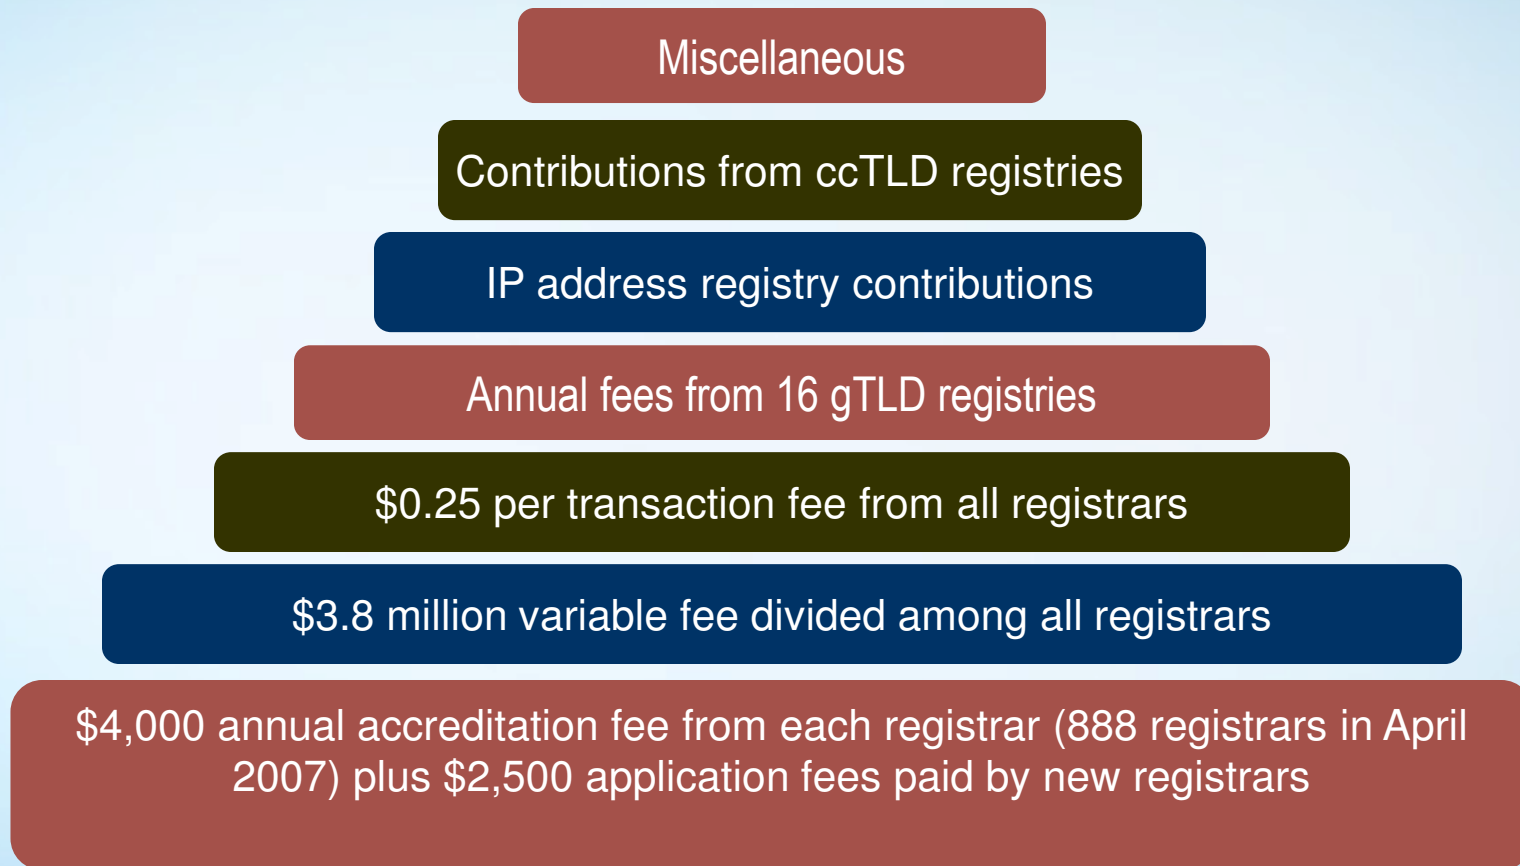 Miscellaneous
Contributions from ccTLD registries
IP address registry contributions
Annual fees from 16 gTLD registries
$0.25 per transaction fee from all registrars
$3.8 million variable fee divided among all registrars
$4,000 annual accreditation fee from each registrar (888 registrars in April
2007) plus $2,500 application fees paid by new registrars